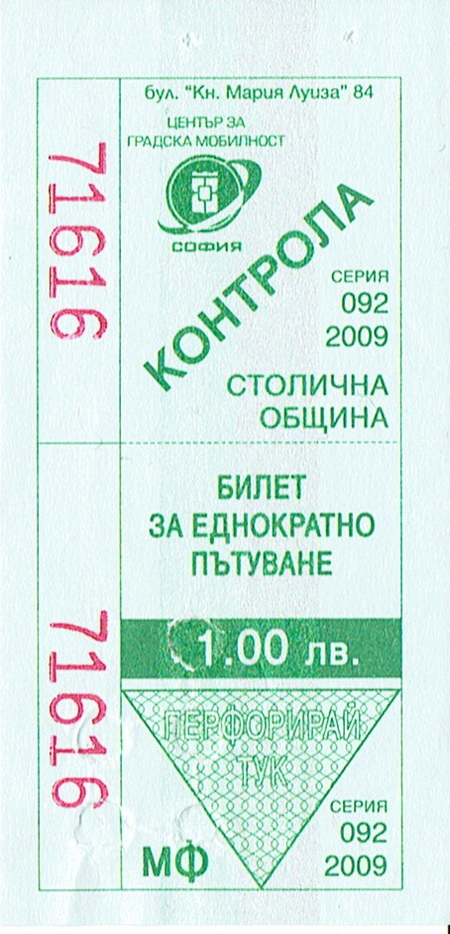 бул. "Кн. Мария Луиза" 84
ЦЕНТЪР ЗА
ГРАДСКА МОБИЛНОСТ
СОФИЯ
КОНТРОЛА
СЕРИЯ
092
2009
СТОЛИЧНА
ОБЩИНА
71616
БИЛЕТ
ЗА ЕДНОКРАТНО
ПЪТУВАНЕ
1.00 лв.
ПЕРФОРИРАЙ
ТУК
СЕРИЯ
092
2009
МФ
71616